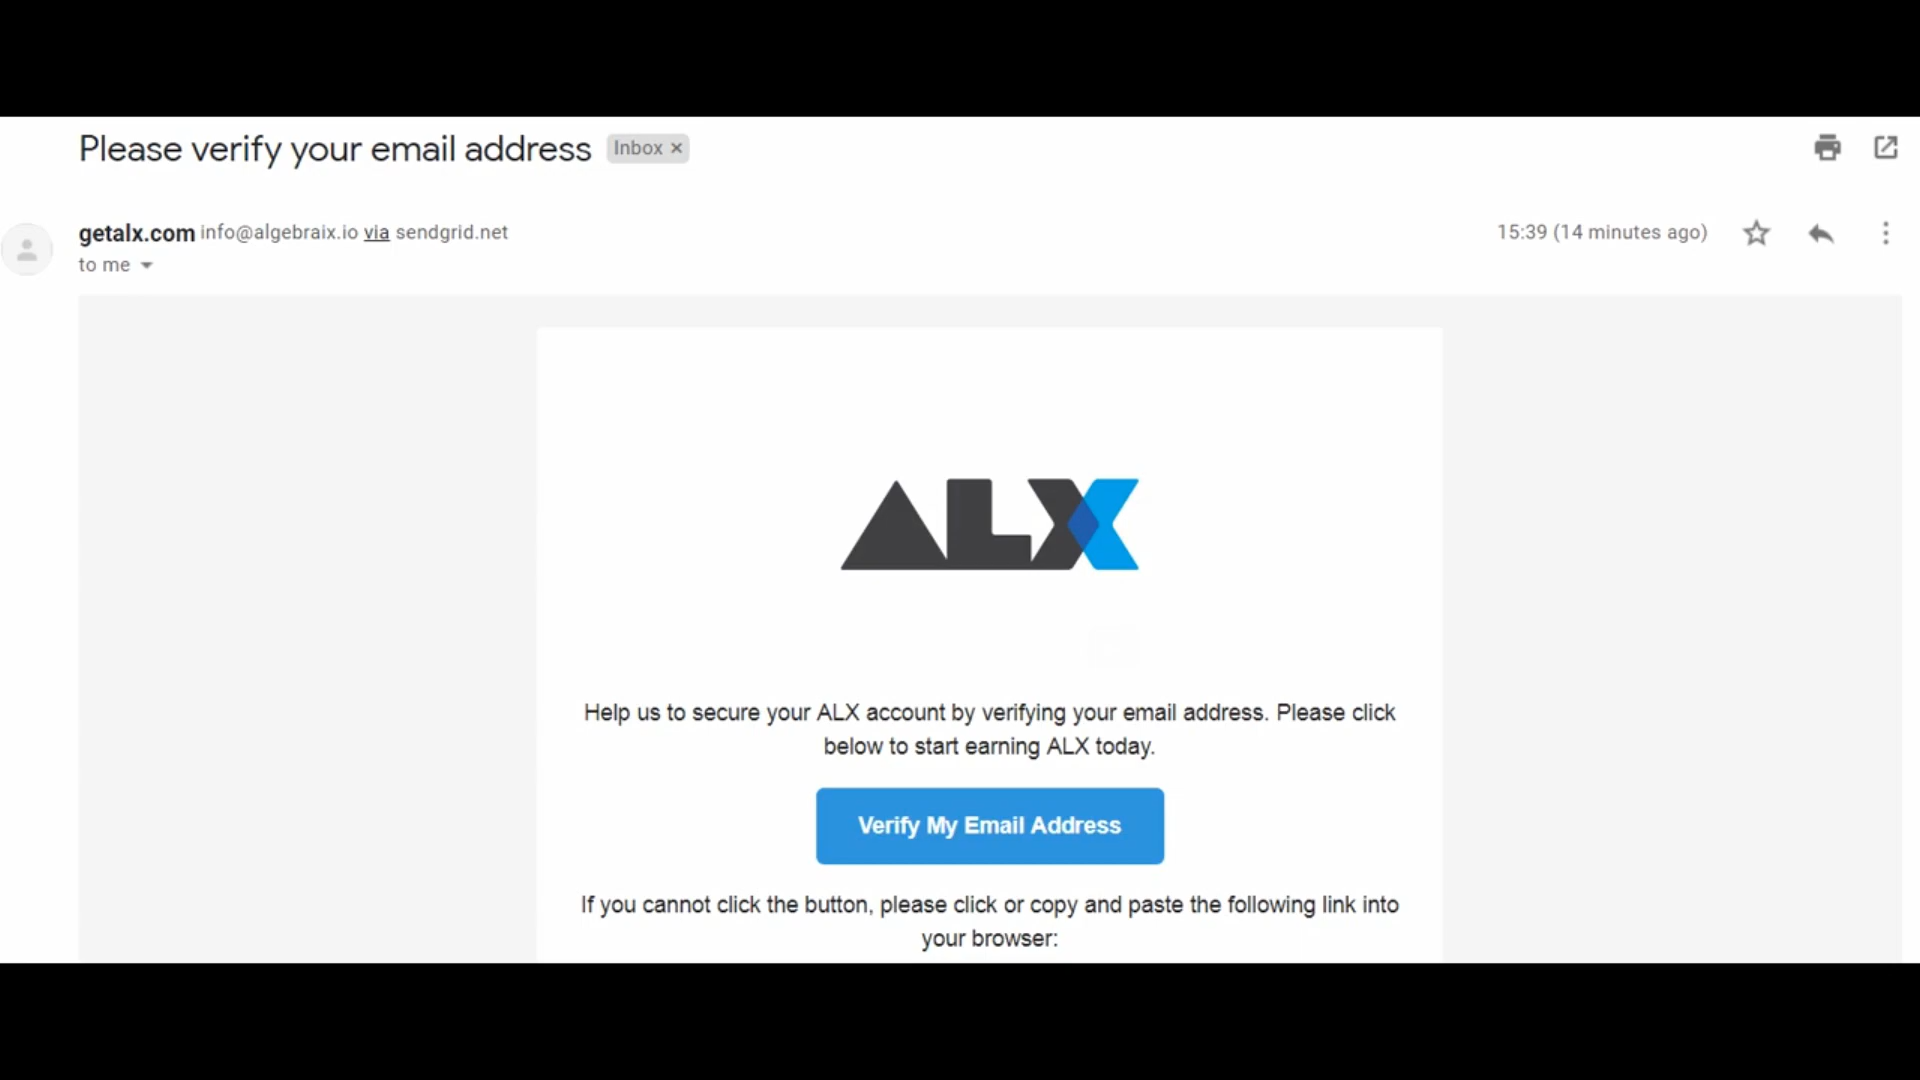 Please verify your email address Inbox ×
getalx.com info@algebraix.io via sendgrid.net 15:39 (14 minutes ago)
to me
ALX
Help us to secure your ALX account by verifying your email address. Please click
below to start earning ALX today.
Verify My Email Address
If you cannot click the button, please click or copy and paste the following link into
your browser: